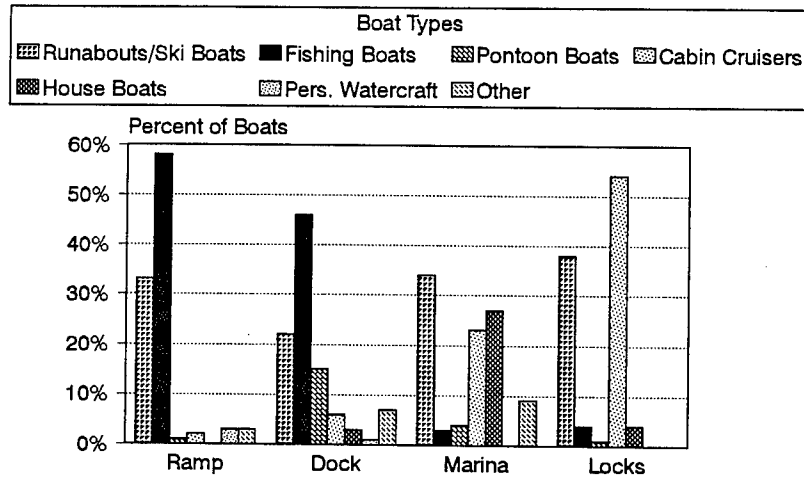 Boat Types
Runabouts/Ski Boats Fishing Boats Pontoon Boats Cabin Cruisers
House Boats Pers. Watercraft Other
Percent of Boats
60%
50%
40%
30%
20%
10%
0%
Ramp Dock Marina Locks